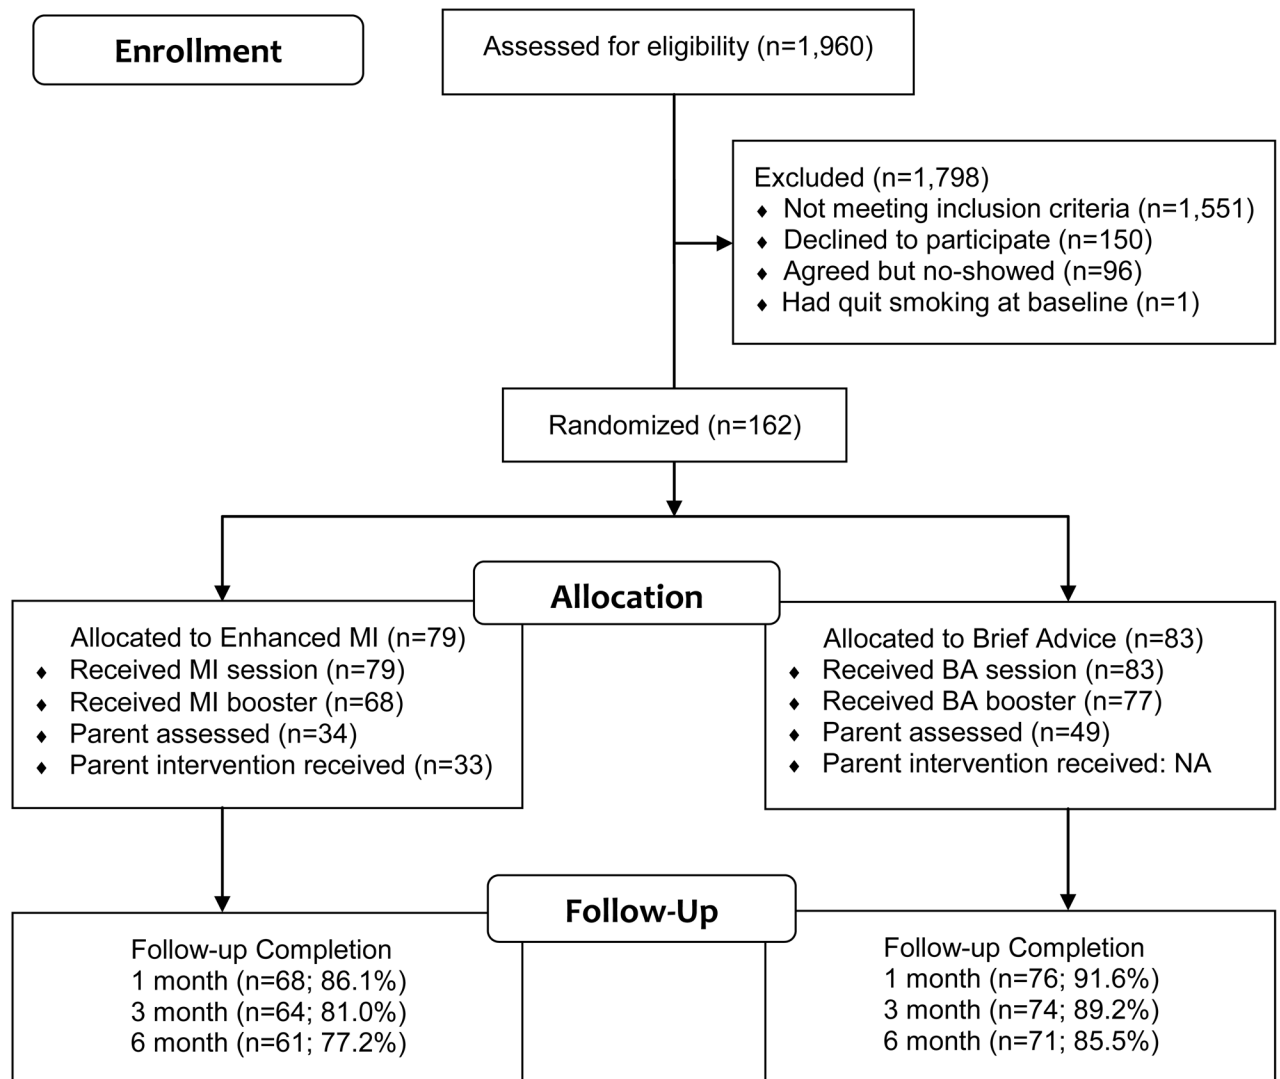 Enrollment
Assessed for eligibility (n=1,960)
Excluded (n=1,798)
♦ Not meeting inclusion criteria (n=1,551)
♦ Declined to participate (n=150)
♦ Agreed but no-showed (n=96)
♦ Had quit smoking at baseline (n=1)
Randomized (n=162)
Allocation
Allocated to Enhanced MI (n=79)
♦ Received MI session (n=79)
♦ Received MI booster (n=68)
♦ Parent assessed (n=34)
♦ Parent intervention received (n=33)
Allocated to Brief Advice (n=83)
♦ Received BA session (n=83)
♦ Received BA booster (n=77)
♦ Parent assessed (n=49)
♦ Parent intervention received: NA
Follow-Up
Follow-up Completion
1 month (n=68; 86.1%)
3 month (n=64; 81.0%)
6 month (n=61; 77.2%)
Follow-up Completion
1 month (n=76; 91.6%)
3 month (n=74; 89.2%)
6 month (n=71; 85.5%)